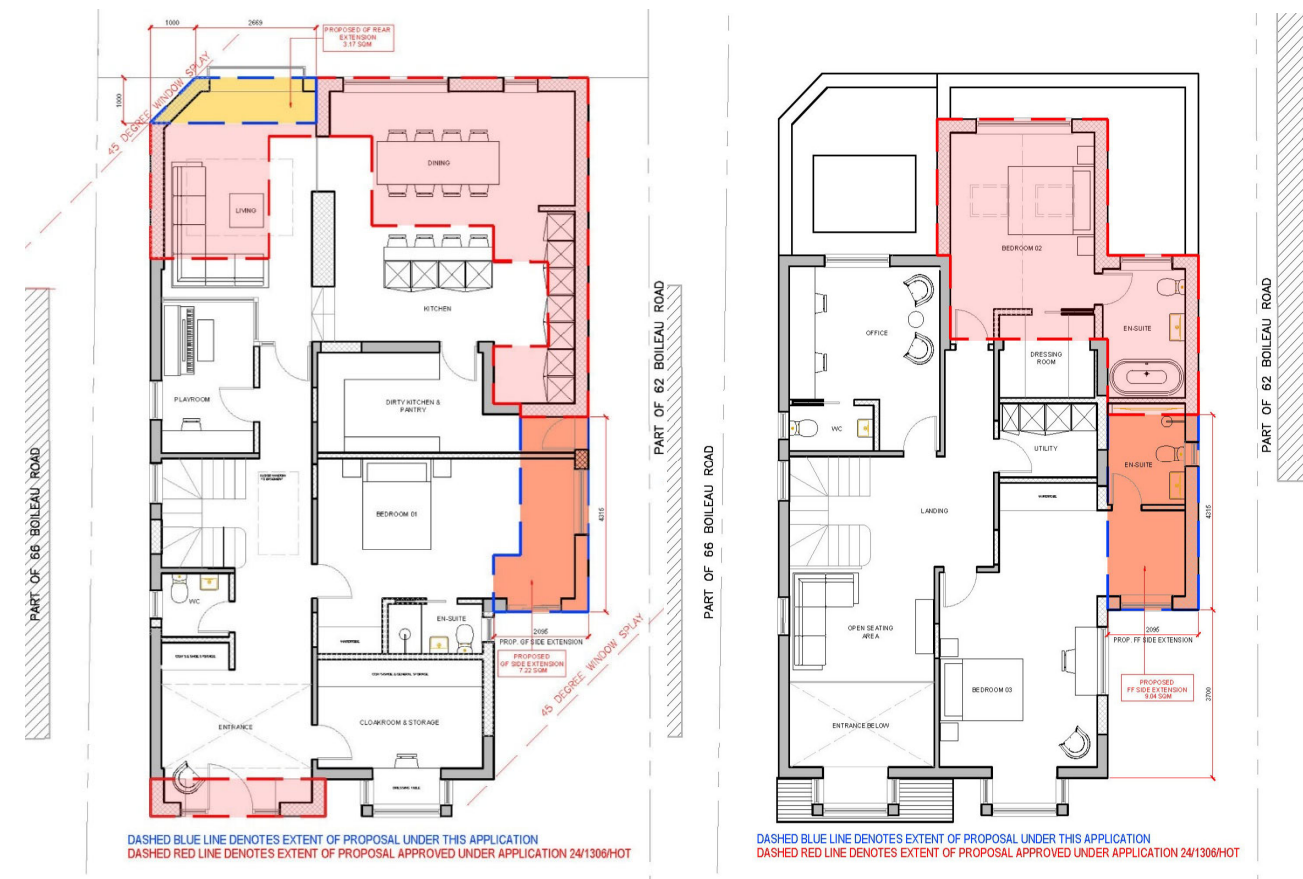 1000
2669
PROPOSED OF REAR
EXTENSION
3.17 SQM
1000
45 DEGREE WINDOW SPLAY
DINING
LIVING
KITCHEN
PLAYROOM
DIRTY KITCHEN &
PANTRY
BEDROOM 01
4315
WC
EN-SUITE
WARDROBE
2095
PROP. GF SIDE EXTENSION
PROPOSED
GF SIDE EXTENSION
7.22 SQM
45 DEGREE WINDOW SPLAY
ENTRANCE
CLOAKROOM & STORAGE
PART OF 66 BOILEAU ROAD
PART OF 62 BOILEAU ROAD
DASHED BLUE LINE DENOTES EXTENT OF PROPOSAL UNDER THIS APPLICATION
DASHED RED LINE DENOTES EXTENT OF PROPOSAL APPROVED UNDER APPLICATION 24/1306/HOT
BEDROOM 02
OFFICE
EN-SUITE
DRESSING
ROOM
WC
UTILITY
EN-SUITE
WARDROBE
LANDING
4315
OPEN SEATING
AREA
2095
PROP. FF SIDE EXTENSION
PROPOSED
FF SIDE EXTENSION
9.04 SQM
BEDROOM 03
3700
ENTRANCE BELOW
PART OF 66 BOILEAU ROAD
PART OF 62 BOILEAU ROAD
DASHED BLUE LINE DENOTES EXTENT OF PROPOSAL UNDER THIS APPLICATION
DASHED RED LINE DENOTES EXTENT OF PROPOSAL APPROVED UNDER APPLICATION 24/1306/HOT